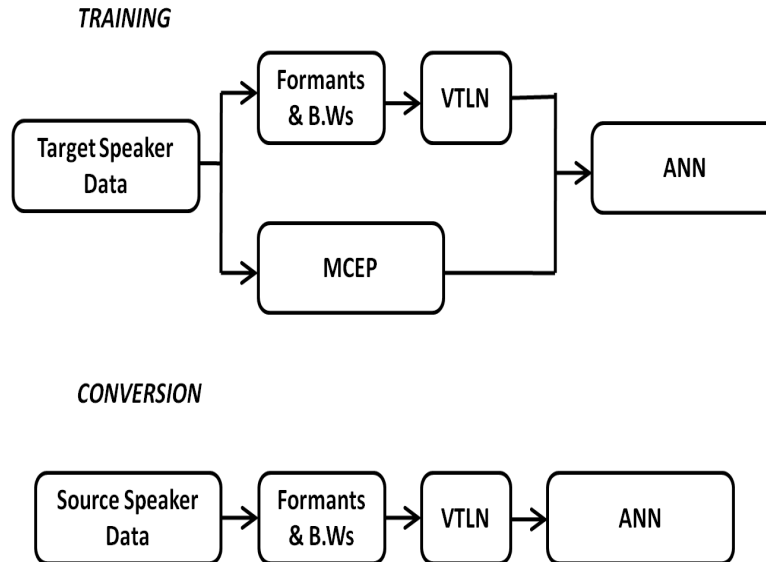 TRAINING
Formants
& B.Ws
VTLN
Target Speaker
Data
ANN
MCEP
CONVERSION
Source Speaker
Data
Formants
& B.Ws
VTLN
ANN